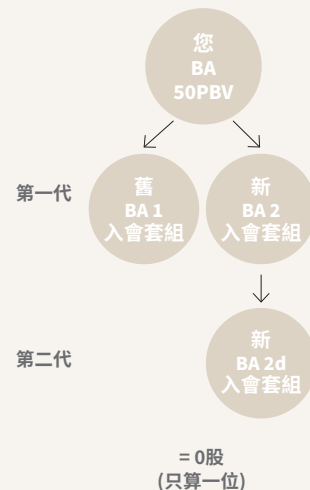 您
BA
50PBV
第一代
舊
BA 1
入會套組
新
BA 2
入會套組
第二代
新
BA 2d
入會套組
= 0股
(只算一位)